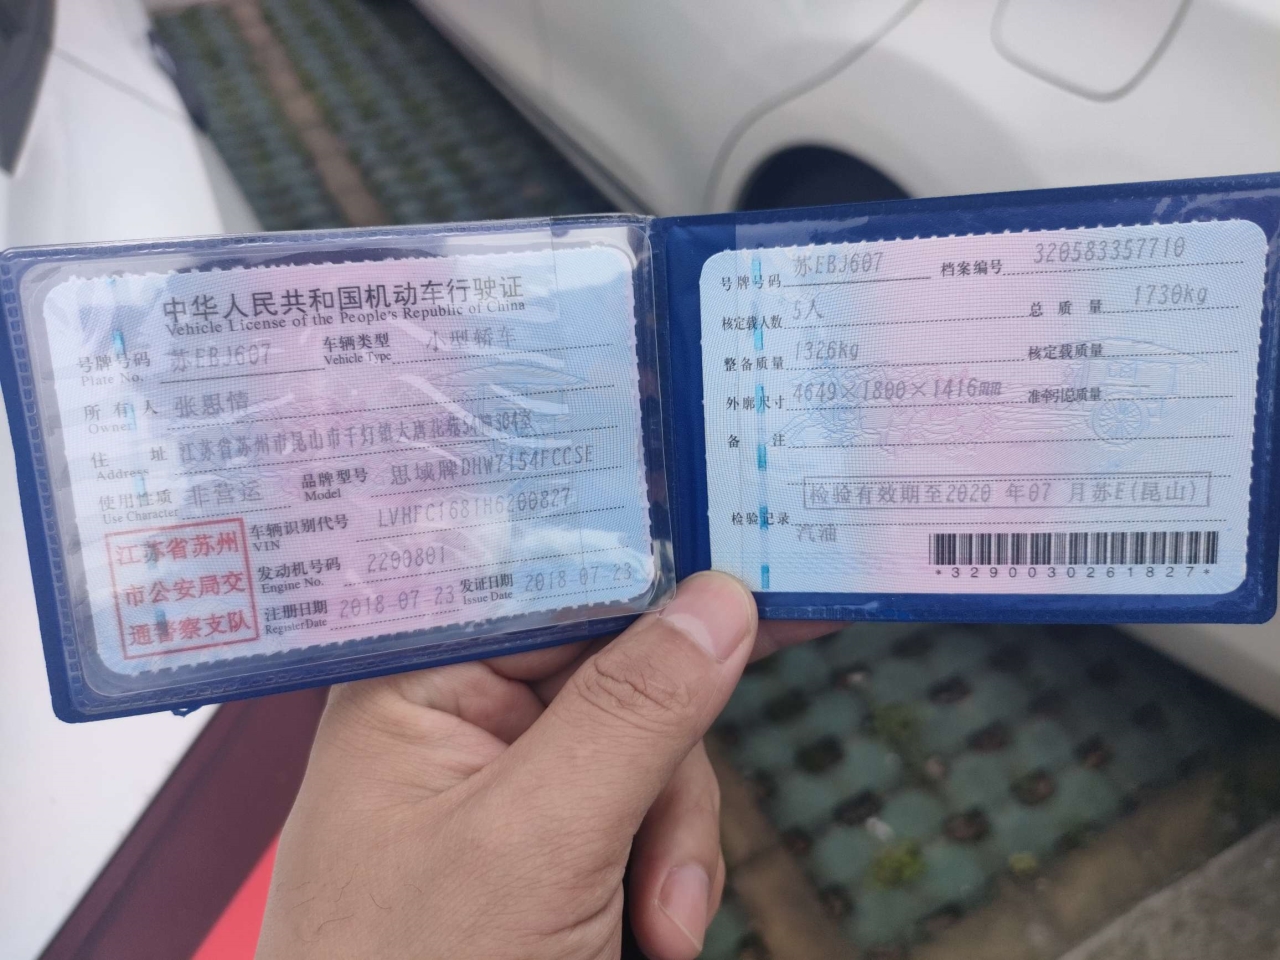 中华人民共和国机动车行驶证
Vehicle License of the People's Republic of China
号牌号码 苏EBJ607 车辆类型 小型轿车
Plate No. Vehicle Type
所有人 张思情
Owner
住址 江苏省苏州市昆山市千灯镇大唐花苑
Address
使用性质 非营运 品牌型号 思域牌DHW7154FCCSE
Use Character Model
车辆识别代号 LVHFC1681H6200827
VIN
发动机号码 2200801
Engine No.
注册日期 2018-07-23 发证日期 2018-07-23
Register Date Issue Date
江苏省苏州
市公安局交
通警察支队
号牌号码 苏EBJ607 档案编号 320583357710
核定载人数 5人 总质量 1730kg
整备质量 1326kg 核定载质量
外廓尺寸 4649×1800×1416mm 准牵引总质量
备注
检验有效期至2020年07月苏E(昆山)
检验记录
汽油
*3290030261827*